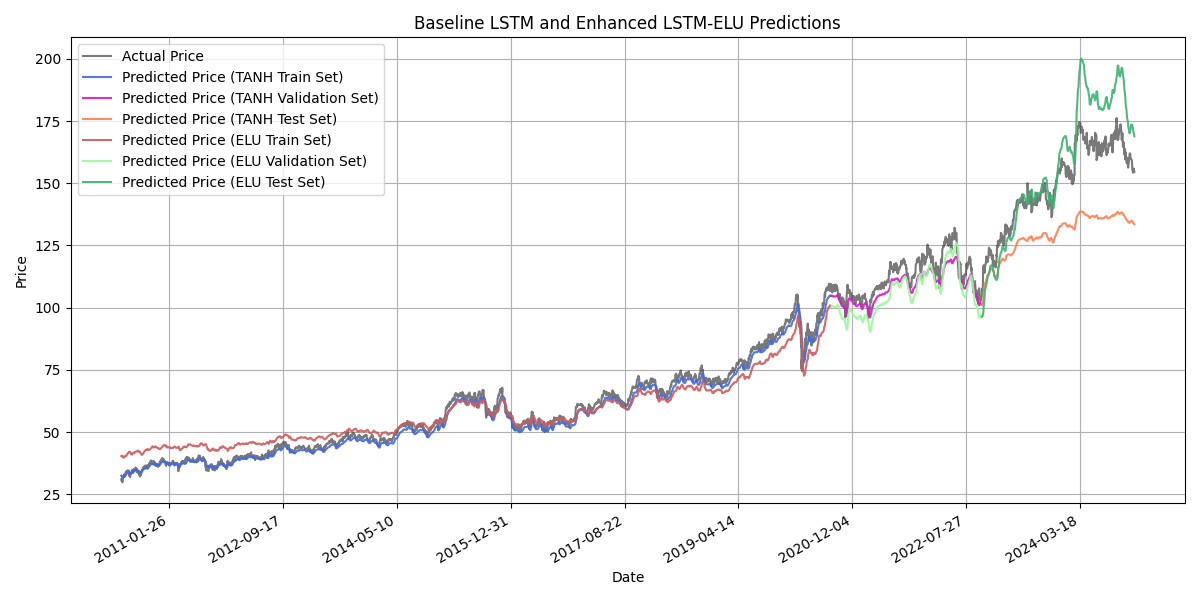 Baseline LSTM and Enhanced LSTM-ELU Predictions
Actual Price
Predicted Price (TANH Train Set)
Predicted Price (TANH Validation Set)
Predicted Price (TANH Test Set)
Predicted Price (ELU Train Set)
Predicted Price (ELU Validation Set)
Predicted Price (ELU Test Set)
Price
200
175
150
125
100
75
50
25
2011-01-26
2012-09-17
2014-05-10
2015-12-31
2017-08-22
2019-04-14
2020-12-04
2022-07-27
2024-03-18
Date